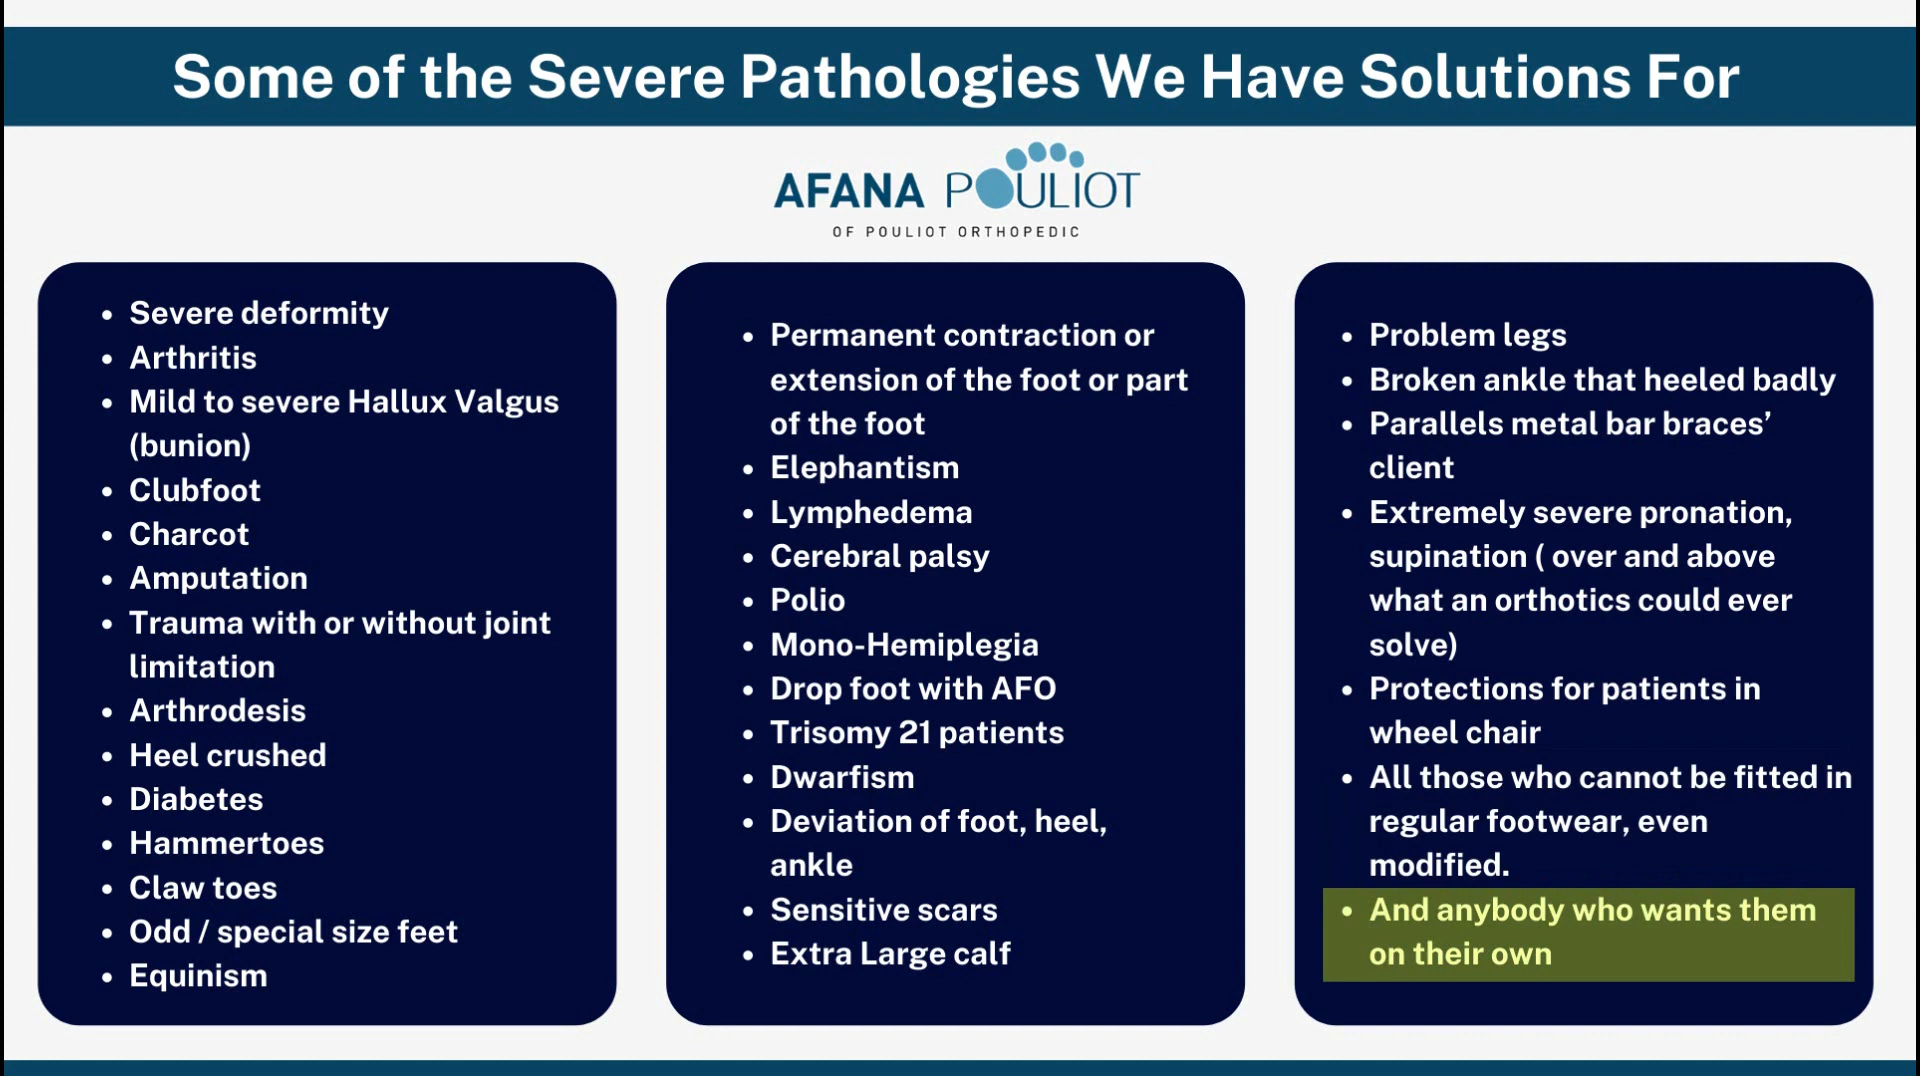 Some of the Severe Pathologies We Have Solutions For
AFANA POULIOT
OF POULIOT ORTHOPEDIC
• Severe deformity
• Arthritis
• Mild to severe Hallux Valgus
(bunion)
• Clubfoot
• Charcot
• Amputation
• Trauma with or without joint
limitation
• Arthrodesis
• Heel crushed
• Diabetes
• Hammertoes
• Claw toes
• Odd / special size feet
• Equinism
• Permanent contraction or
extension of the foot or part
of the foot
• Elephantism
• Lymphedema
• Cerebral palsy
• Polio
• Mono-Hemiplegia
• Drop foot with AFO
• Trisomy 21 patients
• Dwarfism
• Deviation of foot, heel,
ankle
• Sensitive scars
• Extra Large calf
• Problem legs
• Broken ankle that heeled badly
• Parallels metal bar braces’
client
• Extremely severe pronation,
supination ( over and above
what an orthotics could ever
solve)
• Protections for patients in
wheel chair
• All those who cannot be fitted in
regular footwear, even
modified.
• And anybody who wants them
on their own